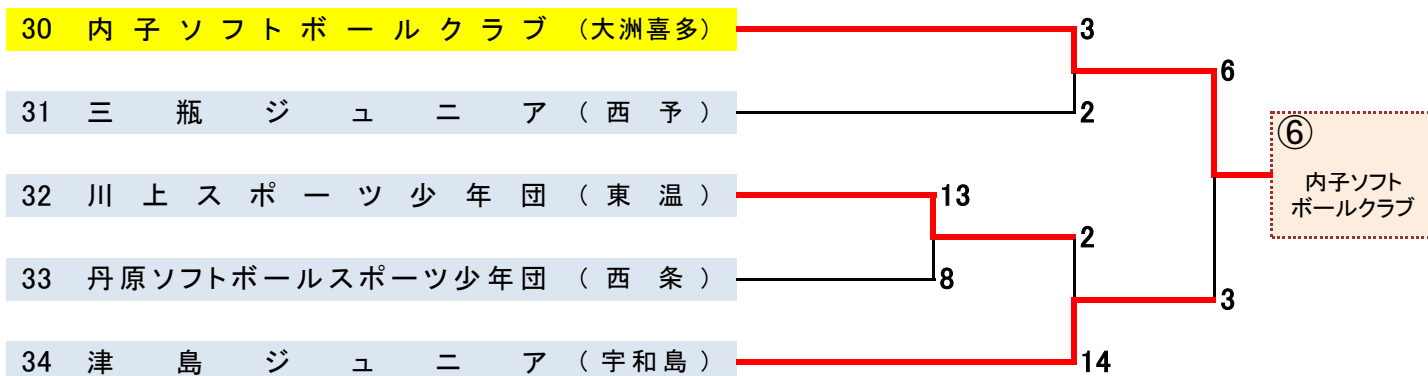 30 内子ソフトボールクラブ (大洲喜多) 3
6
31 三瓶ジュニア (西予) 2
⑥
内子ソフト
ボールクラブ
32 川上スポーツ少年団 (東温) 13
2
33 丹原ソフトボールスポーツ少年団 (西条) 8
3
34 津島ジュニア (宇和島) 14